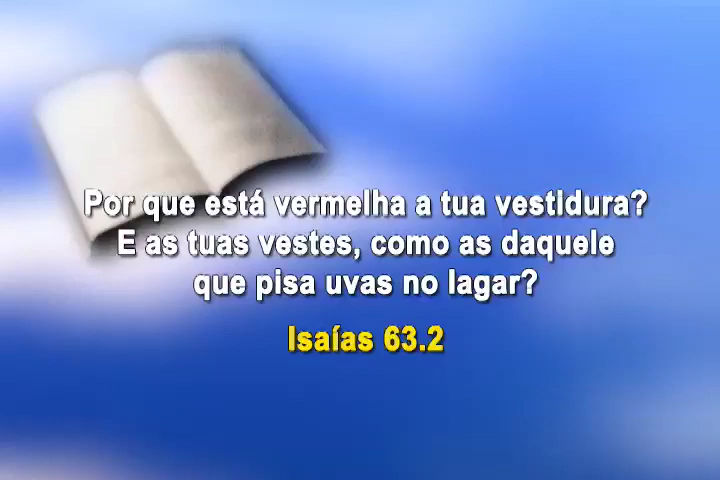 Por que está vermelha a tua vestidura?
E as tuas vestes, como as daquele
que pisa uvas no lagar?
Isaías 63.2